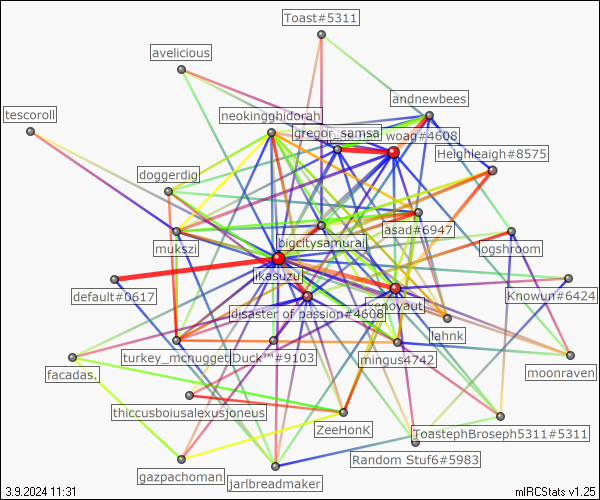 Toast#5311
avelicious
andnewbees
tescoroll
neokingghidorah
gregor_samsa
woag#4608
Heighleaigh#8575
doggerdig
asad#6947
mukszi
bigcitysamurai
ogshroom
ikasuzu
default#0617
xenoyaut
Knowun#6424
disaster of passion#4608
lahnk
turkey_mcnugget
Duck™#9103
mingus4742
moonraven
facadas.
thiccusboiusalexusjoneus
ZeeHonK
ToastephBroseph5311#5311
Random Stuf6#5983
gazpachoman
jarlbreadmaker
3.9.2024 11:31
mIRCStats v1.25